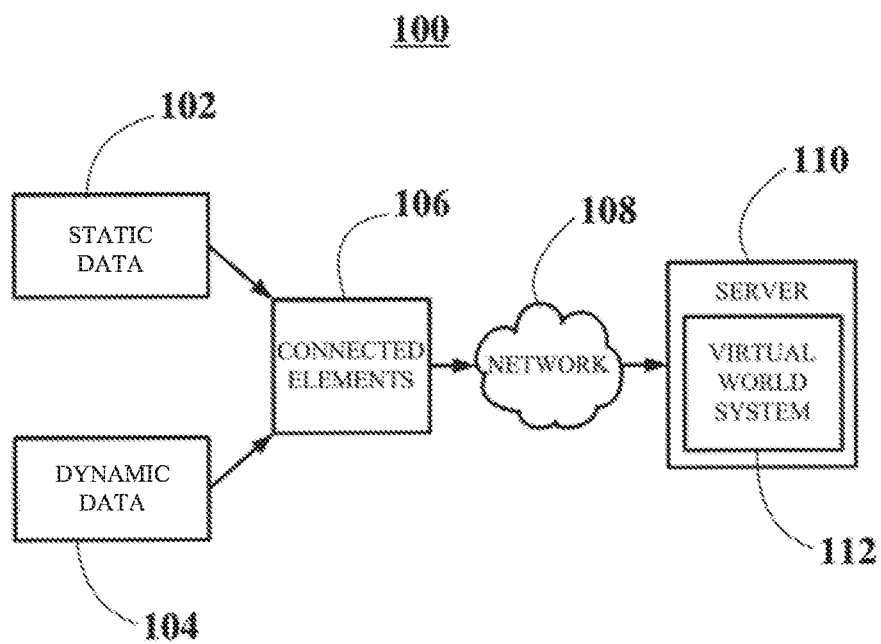 100
102
STATIC
DATA
106
CONNECTED
ELEMENTS
108
NETWORK
110
SERVER
VIRTUAL
WORLD
SYSTEM
112
DYNAMIC
DATA
104